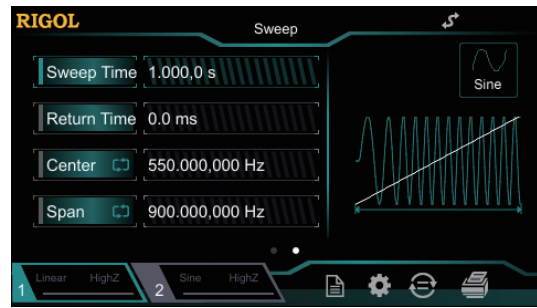 RIGOL
Sweep
Sweep Time 1.000,0 s
Sine
Return Time 0.0 ms
Center 550.000,000 Hz
Span 900.000,000 Hz
1 Linear HighZ
2 Sine HighZ